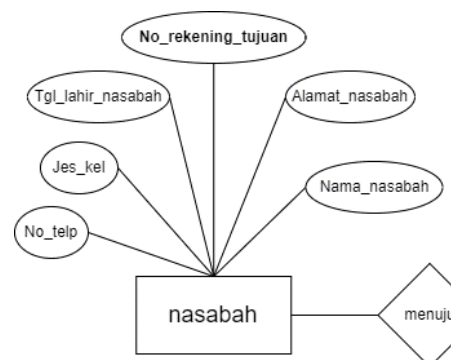 No_rekening_tujuan
Tgl_lahir_nasabah
Alamat_nasabah
Jes_kel
Nama_nasabah
No_telp
nasabah
menuju